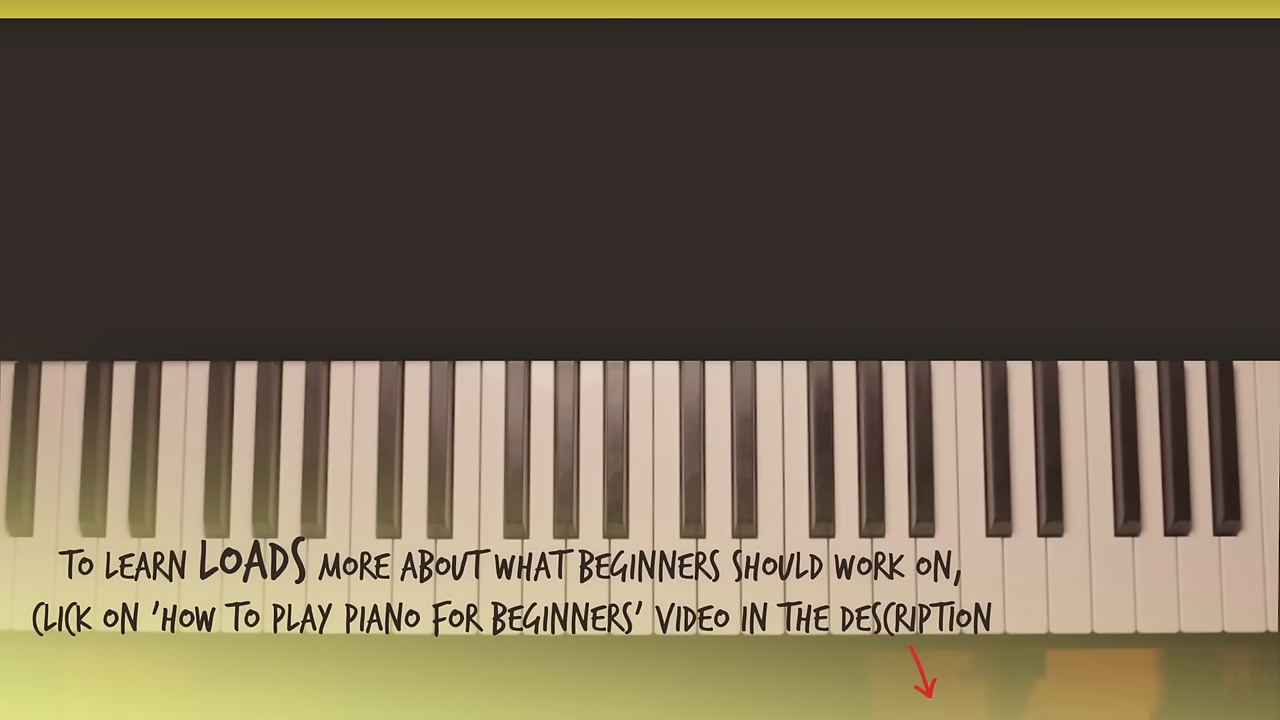 TO LEARN LOADS MORE ABOUT WHAT BEGINNERS SHOULD WORK ON,
CLICK ON 'HOW TO PLAY PIANO FOR BEGINNERS' VIDEO IN THE DESCRIPTION